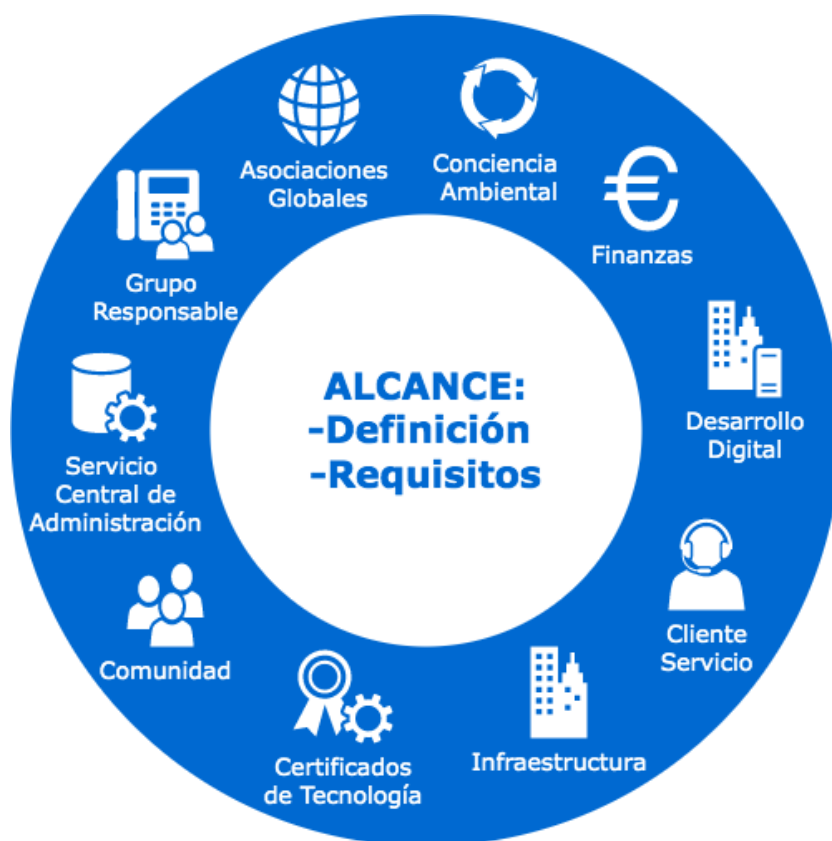 Asociaciones
Globales
Conciencia
Ambiental
€
Finanzas
Desarrollo
Digital
Cliente
Servicio
Infraestructura
Certificados
de Tecnología
Comunidad
Servicio
Central de
Administración
Grupo
Responsable
ALCANCE:
-Definición
-Requisitos